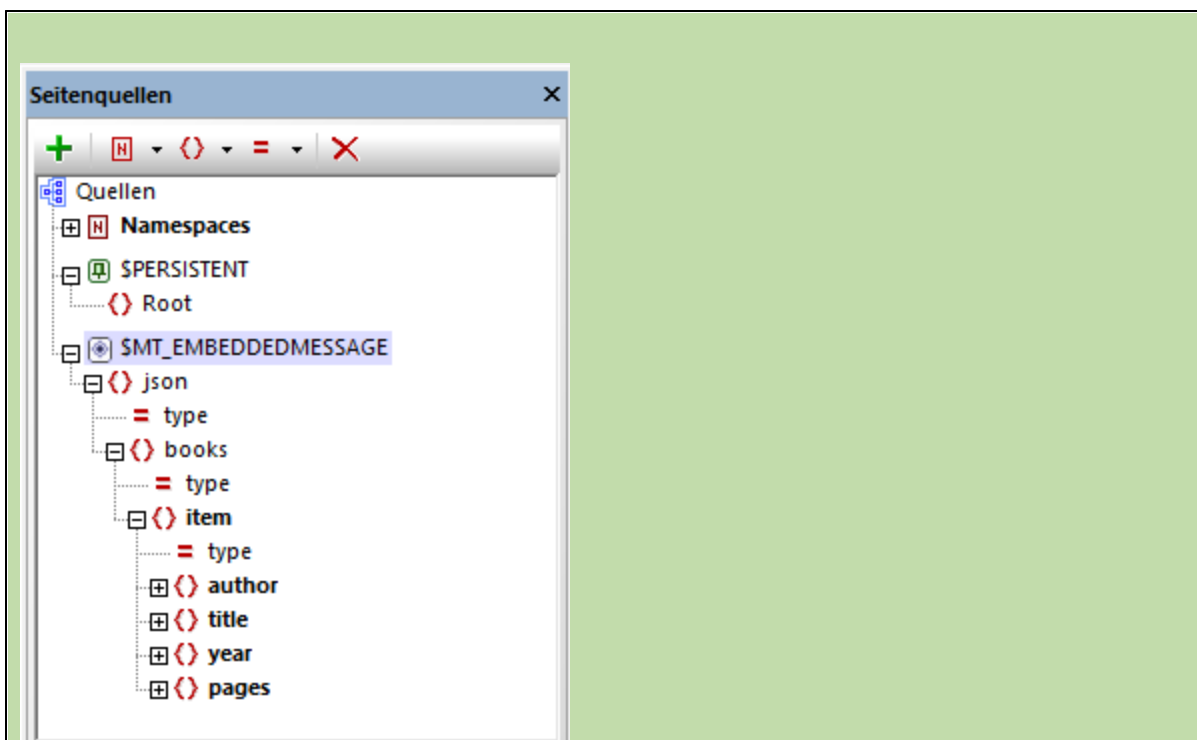 Seitenquellen
Quellen
Namespaces
$PERSISTENT
Root
$MT_EMBEDDEDMESSAGE
json
type
books
type
item
type
author
title
year
pages